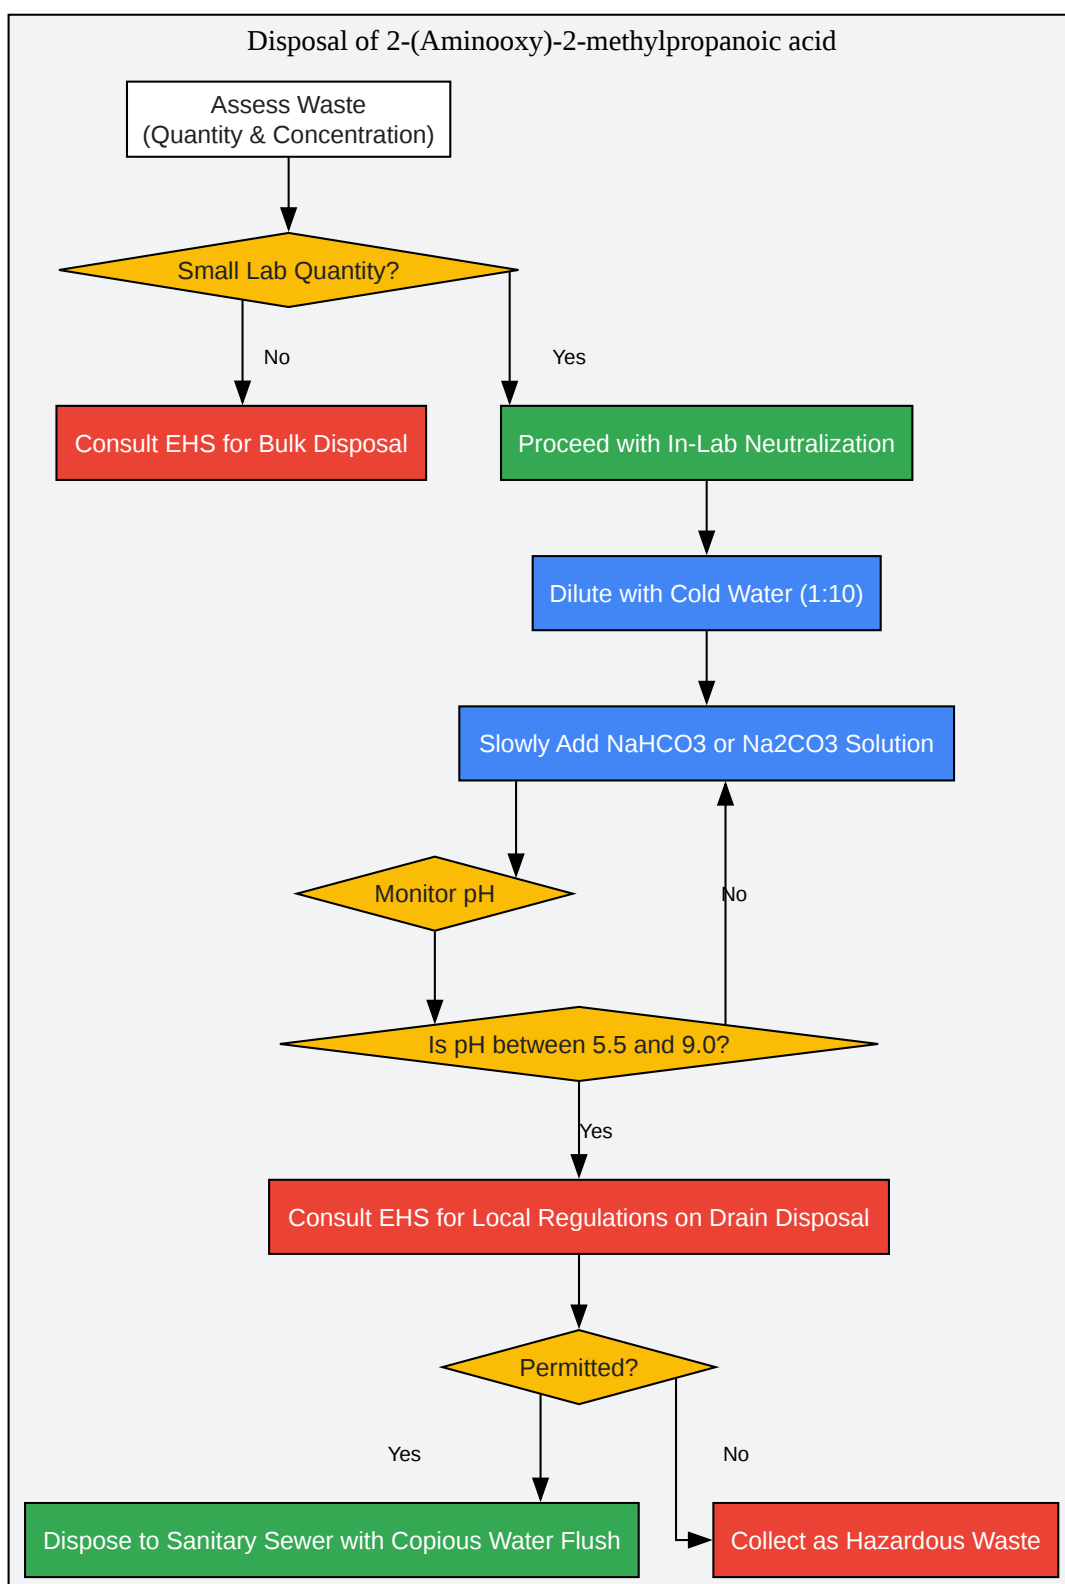 Disposal of 2-(Aminooxy)-2-methylpropanoic acid
Assess Waste
(Quantity & Concentration)
Small Lab Quantity?
No
Yes
Consult EHS for Bulk Disposal
Proceed with In-Lab Neutralization
Dilute with Cold Water (1:10)
Slowly Add NaHCO3 or Na2CO3 Solution
Monitor pH
No
Is pH between 5.5 and 9.0?
Yes
Consult EHS for Local Regulations on Drain Disposal
Permitted?
Yes
No
Dispose to Sanitary Sewer with Copious Water Flush
Collect as Hazardous Waste